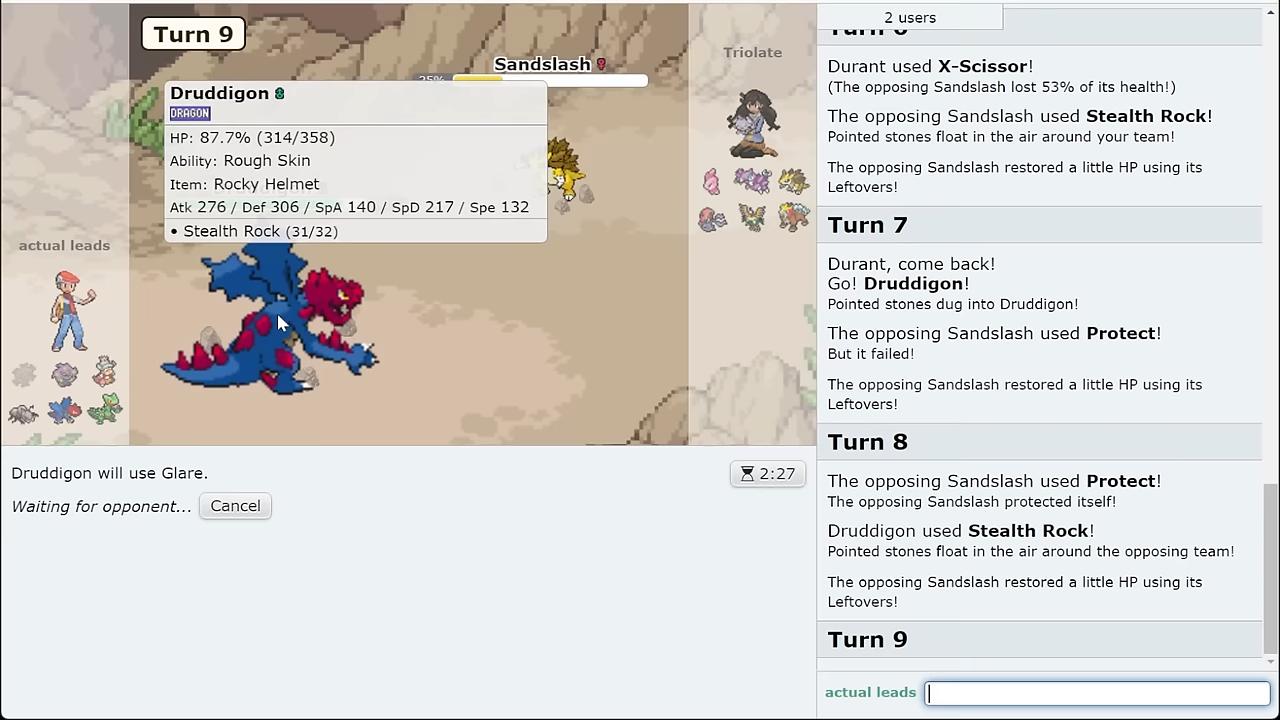 Turn 9
Sandslash
25%
Druddigon
DRAGON
HP: 87.7% (314/358)
Ability: Rough Skin
Item: Rocky Helmet
Atk 276 / Def 306 / SpA 140 / SpD 217 / Spe 132
• Stealth Rock (31/32)
actual leads
Triolate
Druddigon will use Glare.
2:27
Waiting for opponent...
Cancel
2 users
Turn 6
Durant used X-Scissor!
(The opposing Sandslash lost 53% of its health!)
The opposing Sandslash used Stealth Rock!
Pointed stones float in the air around your team!
The opposing Sandslash restored a little HP using its
Leftovers!
Turn 7
Durant, come back!
Go! Druddigon!
Pointed stones dug into Druddigon!
The opposing Sandslash used Protect!
But it failed!
The opposing Sandslash restored a little HP using its
Leftovers!
Turn 8
The opposing Sandslash used Protect!
The opposing Sandslash protected itself!
Druddigon used Stealth Rock!
Pointed stones float in the air around the opposing team!
The opposing Sandslash restored a little HP using its
Leftovers!
Turn 9
actual leads